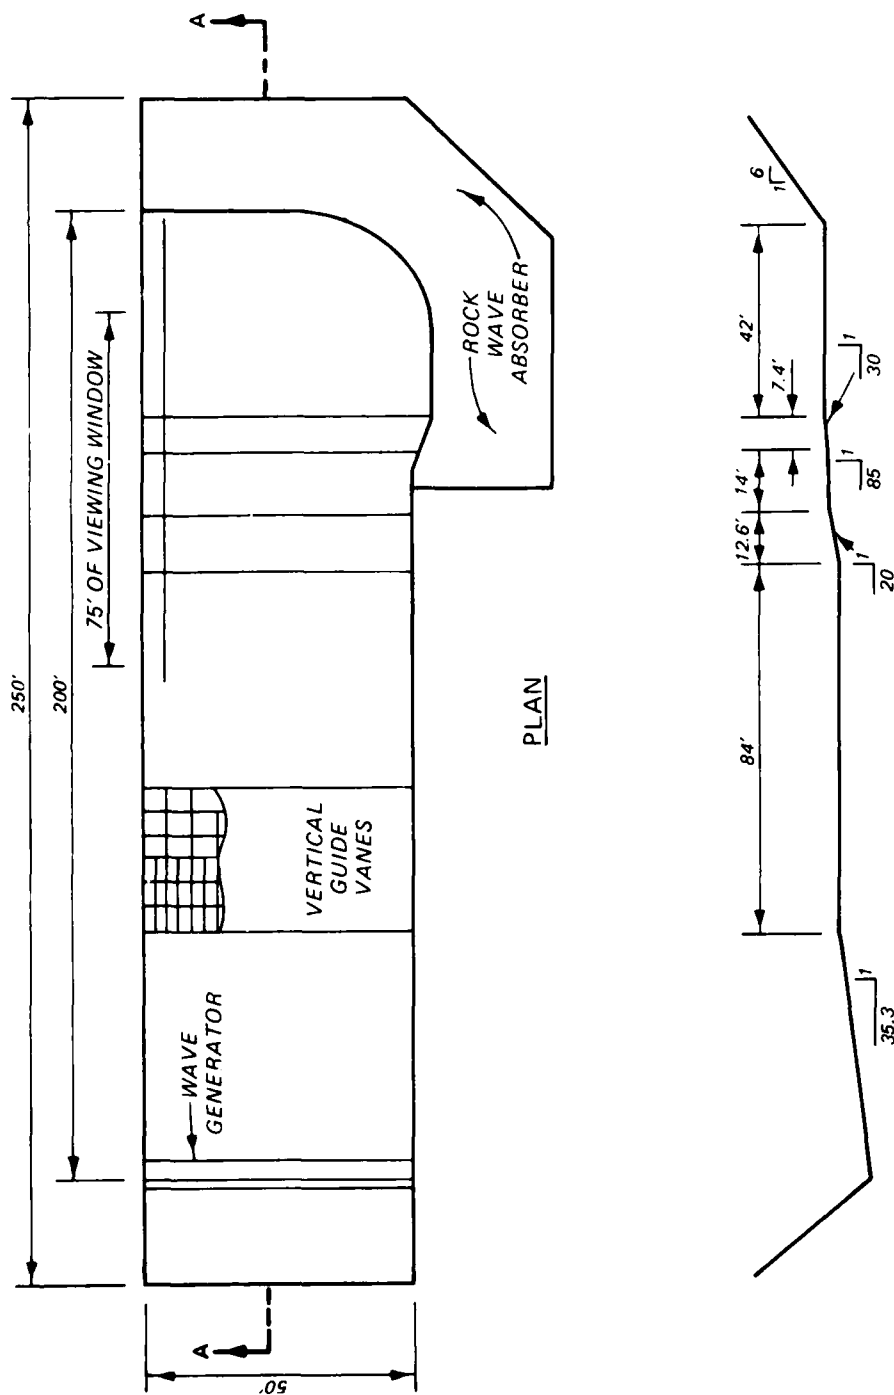 A
A
250'
200'
75' OF VIEWING WINDOW
50'
WAVE
GENERATOR
VERTICAL
GUIDE
VANES
ROCK
WAVE
ABSORBER
PLAN
84'
12.6'
14'
7.4'
42'
1
35.3
1
20
1
85
1
30
1
6